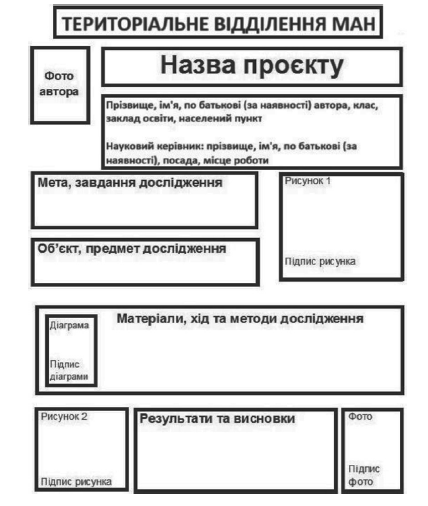 ТЕРИТОРІАЛЬНЕ ВІДДІЛЕННЯ МАН
Фото
автора
Назва проєкту
Прізвище, ім'я, по батькові (за наявності) автора, клас,
заклад освіти, населений пункт
Науковий керівник: прізвище, ім'я, по батькові (за
наявності), посада, місце роботи
Мета, завдання дослідження
Рисунок 1
Підпис рисунка
Об'єкт, предмет дослідження
Діаграма
Підпис
діаграми
Матеріали, хід та методи дослідження
Рисунок 2
Підпис рисунка
Результати та висновки
Фото
Підпис
фото